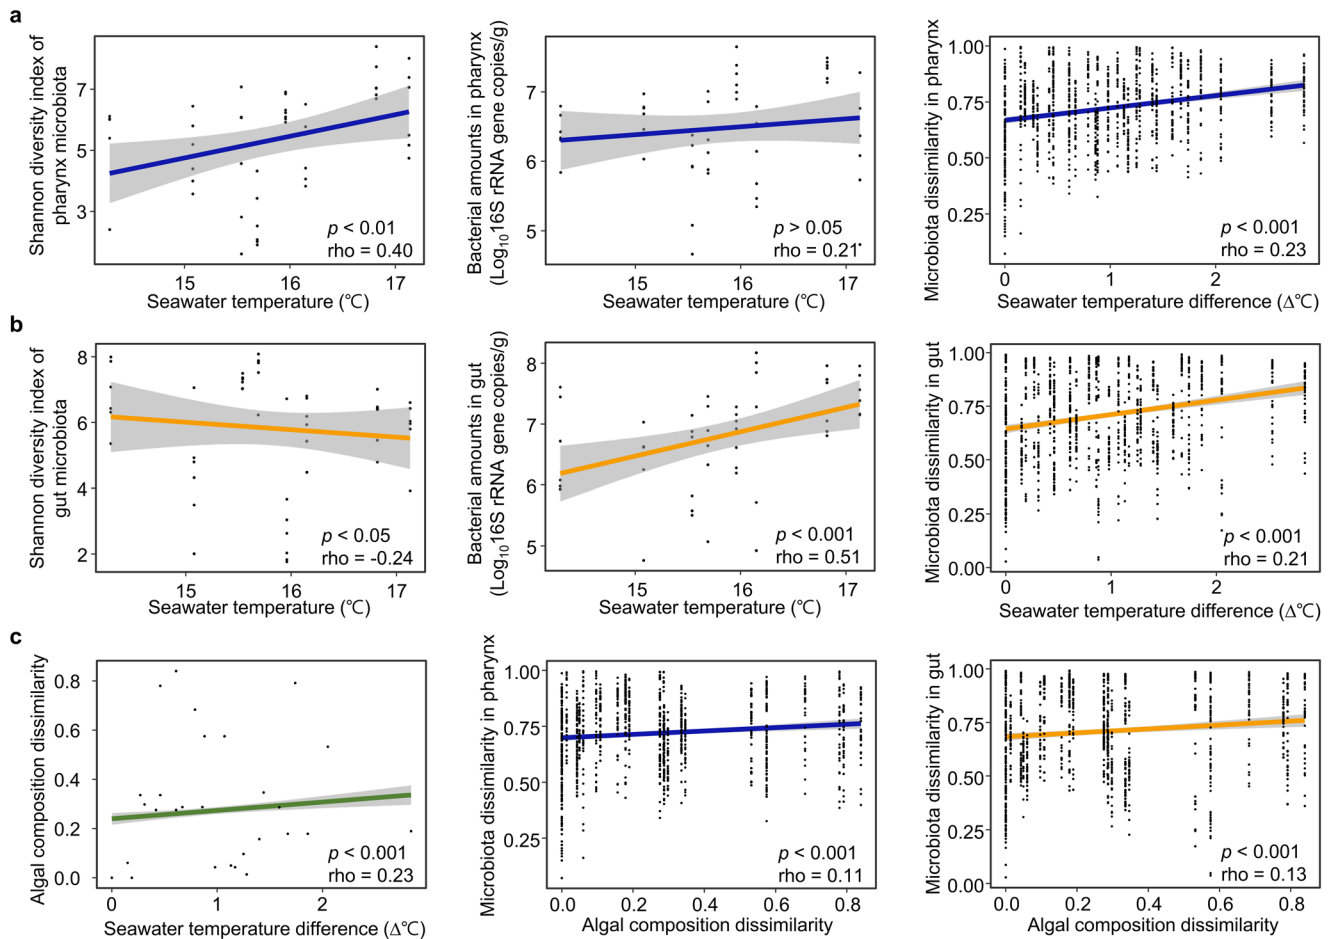 a
Shannon diversity index of
pharynx microbiota
7
5
3
p < 0.01
rho = 0.40
15
16
17
Seawater temperature (℃)
Bacterial amounts in pharynx
(Log₁₀16S rRNA gene copies/g)
7
6
5
p > 0.05
rho = 0.21
15
16
17
Seawater temperature (℃)
Microbiota dissimilarity in pharynx
1.00
0.75
0.50
0.25
p < 0.001
rho = 0.23
0
1
2
Seawater temperature difference (Δ℃)
b
Shannon diversity index of
gut microbiota
8
6
4
2
p < 0.05
rho = -0.24
15
16
17
Seawater temperature (℃)
Bacterial amounts in gut
(Log₁₀16S rRNA gene copies/g)
8
7
6
5
p < 0.001
rho = 0.51
15
16
17
Seawater temperature (℃)
Microbiota dissimilarity in gut
1.00
0.75
0.50
0.25
0.00
p < 0.001
rho = 0.21
0
1
2
Seawater temperature difference (Δ℃)
c
Algal composition dissimilarity
0.8
0.6
0.4
0.2
0.0
p < 0.001
rho = 0.23
0
1
2
Seawater temperature difference (Δ℃)
Microbiota dissimilarity in pharynx
1.00
0.75
0.50
0.25
p < 0.001
rho = 0.11
0.0
0.2
0.4
0.6
0.8
Algal composition dissimilarity
Microbiota dissimilarity in gut
1.00
0.75
0.50
0.25
0.00
p < 0.001
rho = 0.13
0.0
0.2
0.4
0.6
0.8
Algal composition dissimilarity